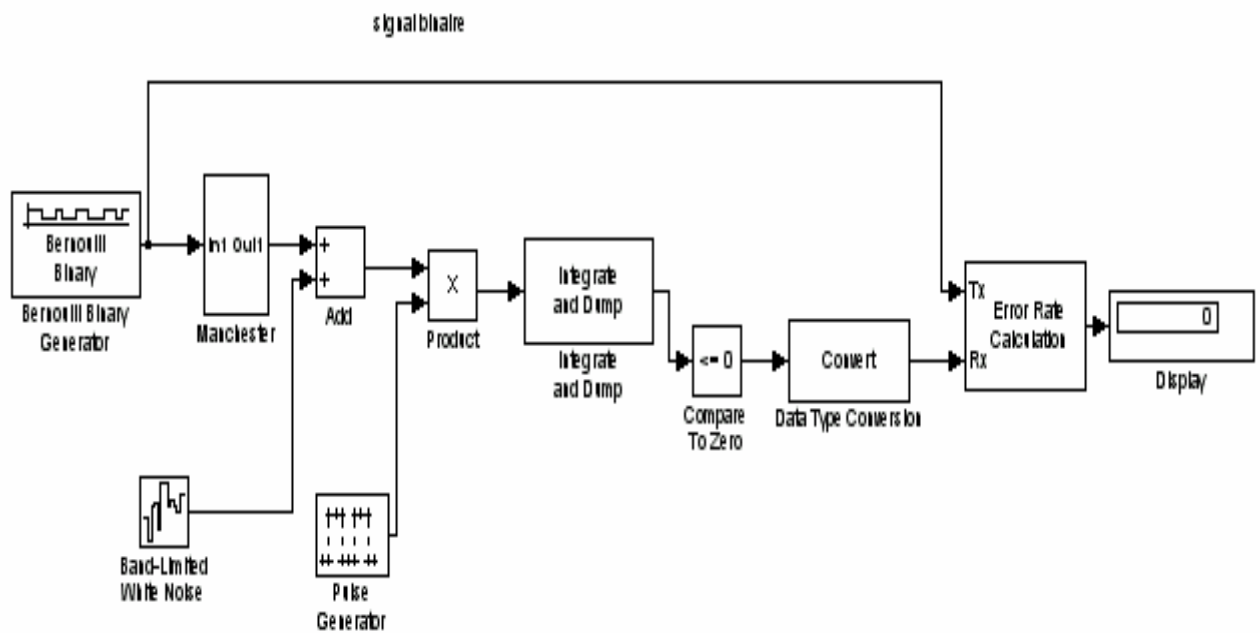 signal binaire
Bernoulli
Binary
Bernoulli Binary
Generator
In1 Out1
Manchester
+
+
Add
X
Product
Integrate
and Dump
Integrate
and Dump
<= 0
Compare
To Zero
Convert
Data Type Conversion
Tx
Error Rate
Calculation
Rx
0
Display
Band-Limited
White Noise
Pulse
Generator